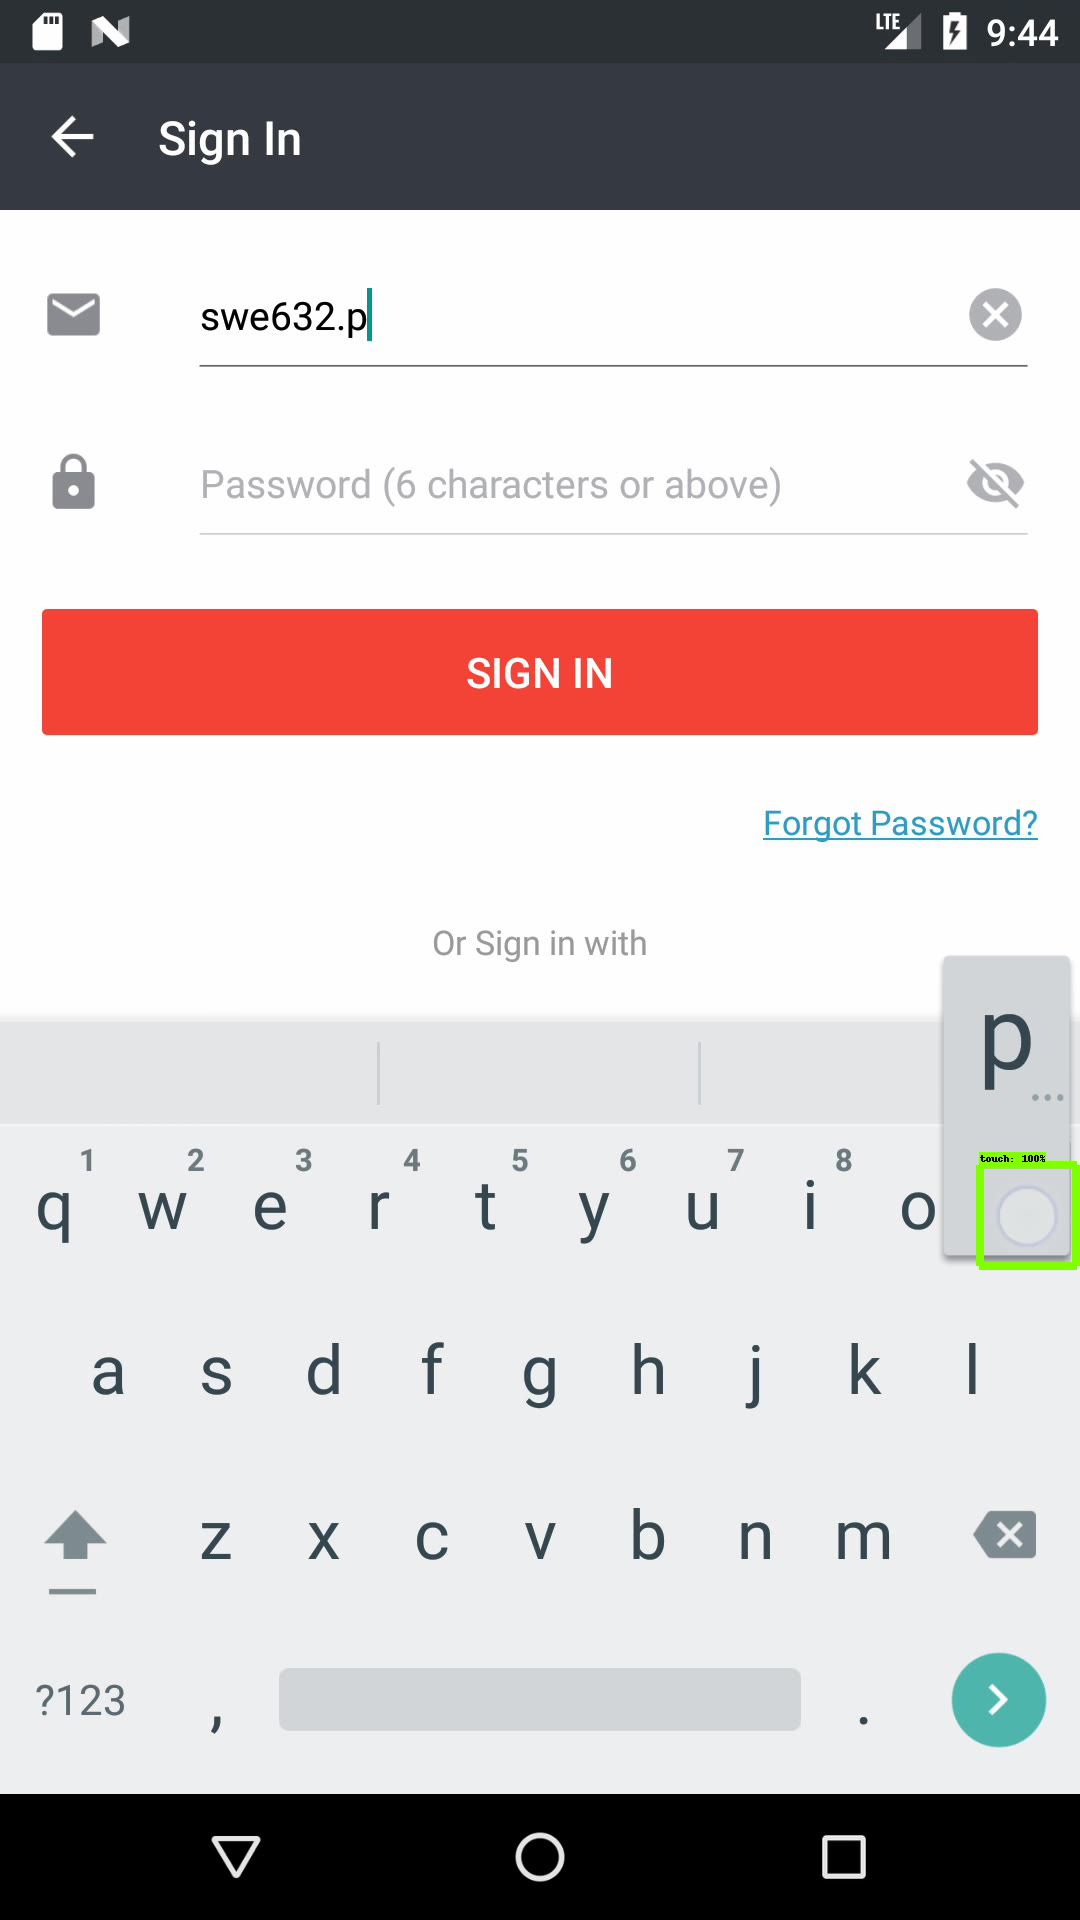 LTE 9:44
Sign In
swe632.p
Password (6 characters or above)
SIGN IN
Forgot Password?
Or Sign in with
p
...
touch: 100%
1 2 3 4 5 6 7 8
q w e r t y u i o
a s d f g h j k l
z x c v b n m
?123 , .